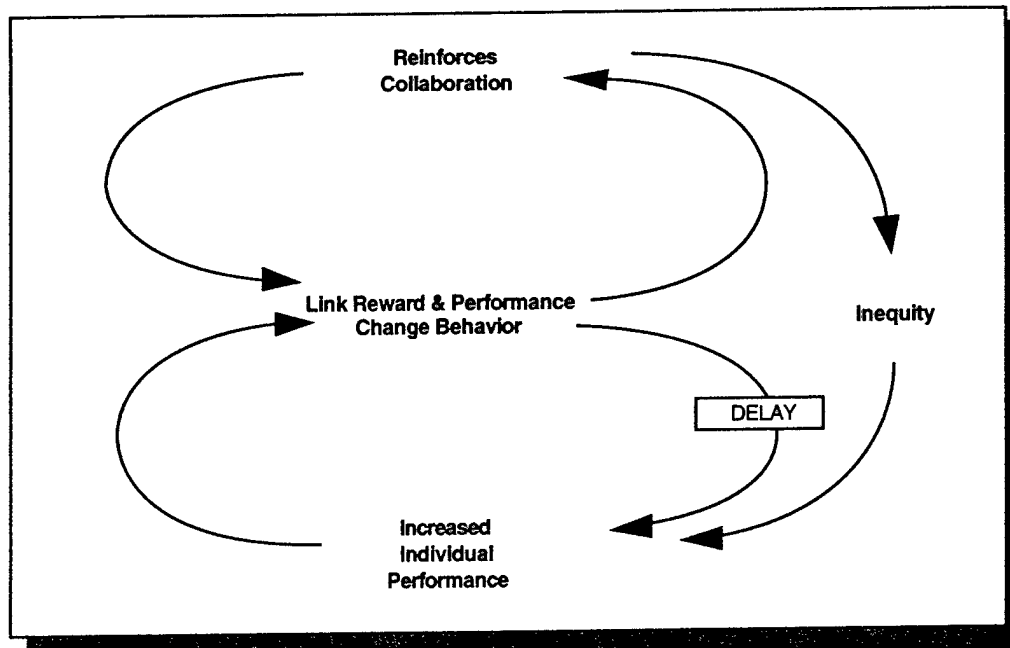 Reinforces
Collaboration
Link Reward & Performance
Change Behavior
Inequity
DELAY
Increased
Individual
Performance